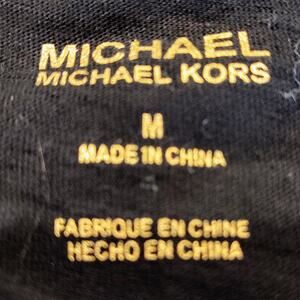 MICHAEL
MICHAEL KORS
M
MADE IN CHINA
FABRIQUE EN CHINE
HECHO EN CHINA